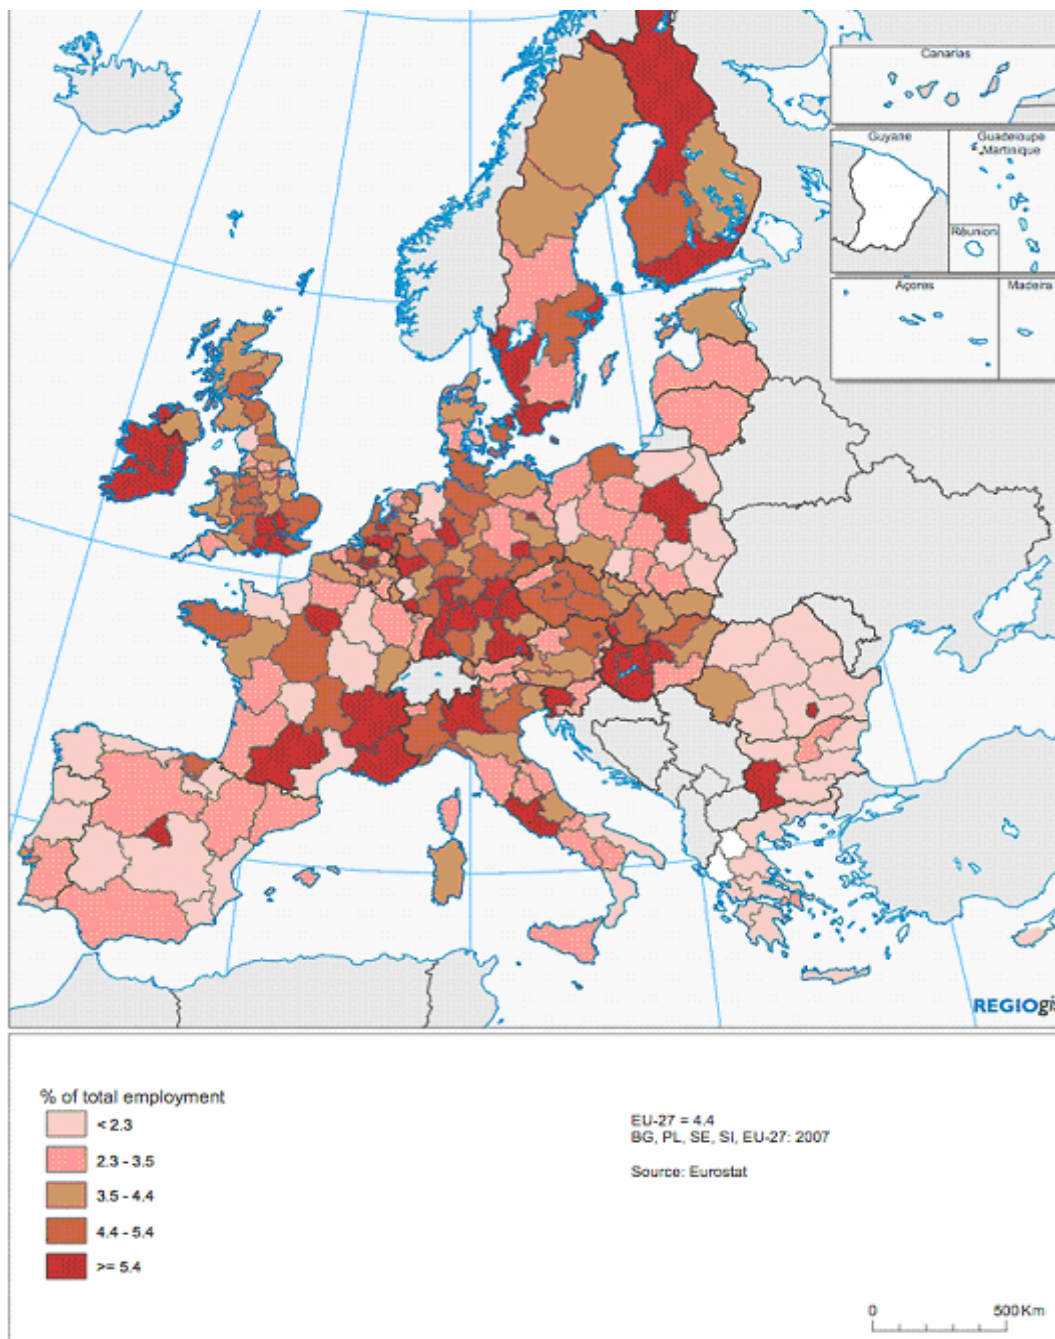 Canarias
Guyane
Guadeloupe
Martinique
Réunion
Açores
Madeira
REGIOgis
% of total employment
< 2.3
2.3 - 3.5
3.5 - 4.4
4.4 - 5.4
>= 5.4
EU-27 = 4.4
BG, PL, SE, SI, EU-27: 2007
Source: Eurostat
0
500 Km